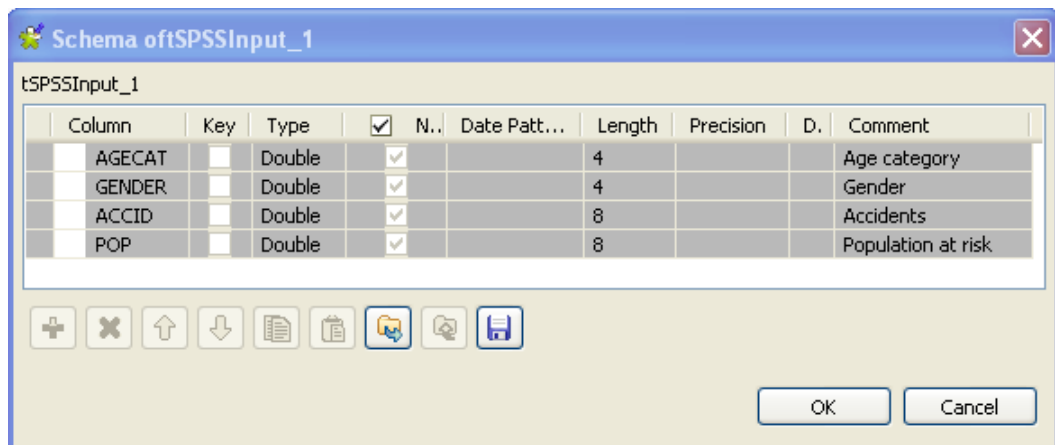 Schema oftSPSSInput_1
tSPSSInput_1
Column Key Type N.. Date Patt... Length Precision D. Comment
AGECAT Double 4 Age category
GENDER Double 4 Gender
ACCID Double 8 Accidents
POP Double 8 Population at risk
OK Cancel